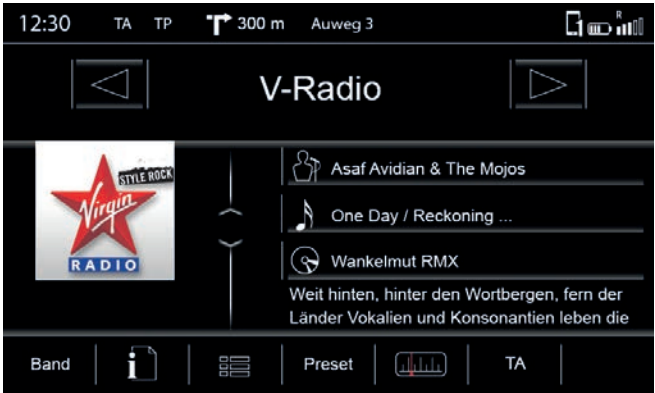 12:30 TA TP 300 m Auweg 3 1 R
V-Radio
STYLE ROCK
Virgin
RADIO
Asaf Avidian & The Mojos
One Day / Reckoning ...
Wankelmut RMX
Weit hinten, hinter den Wortbergen, fern der
Länder Vokalien und Konsonantien leben die
Band i Preset TA